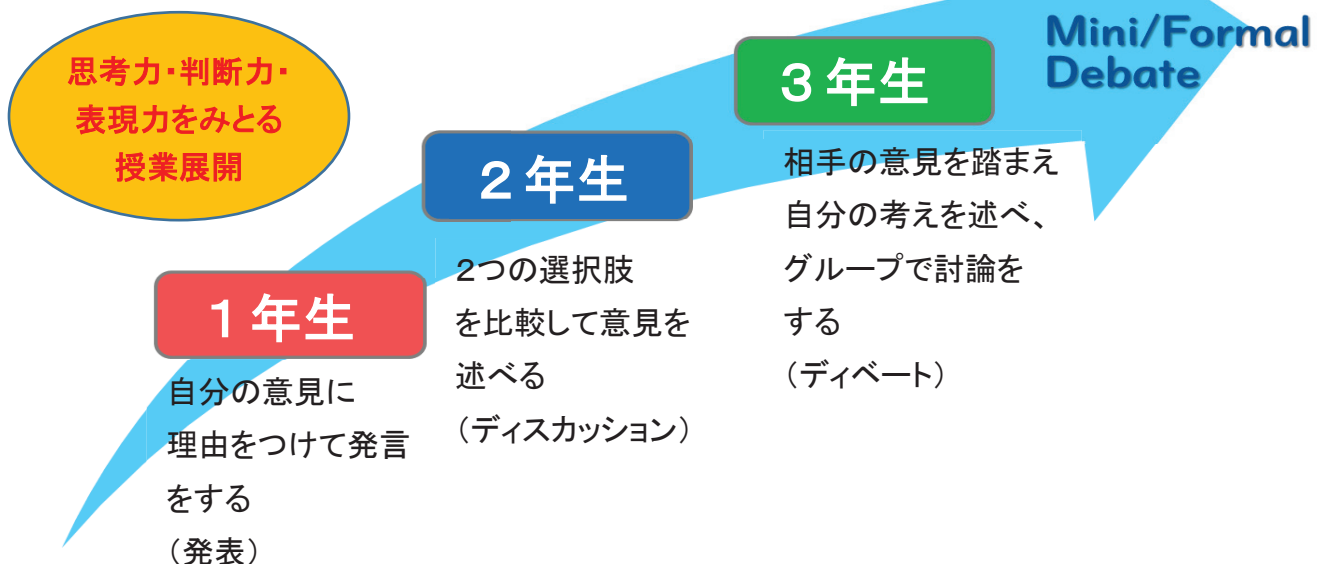 思考力・判断力・
表現力をみとる
授業展開
1年生
自分の意見に
理由をつけて発言
をする
(発表)
2年生
2つの選択肢
を比較して意見を
述べる
(ディスカッション)
3年生
相手の意見を踏まえ
自分の考えを述べ、
グループで討論を
する
(ディベート)
Mini/Formal
Debate